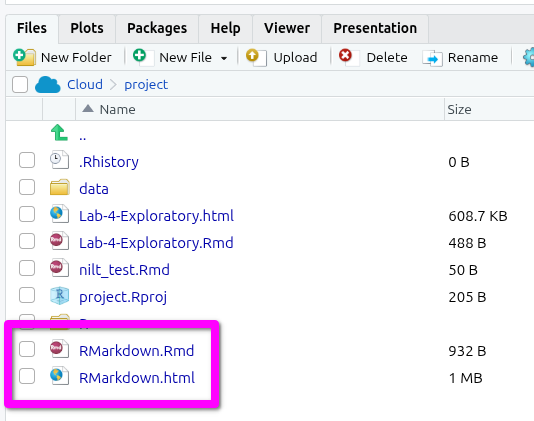 Files Plots Packages Help Viewer Presentation
New Folder New File Upload Delete Rename
Cloud project
Name Size
..
.Rhistory 0 B
data
Lab-4-Exploratory.html 608.7 KB
Lab-4-Exploratory.Rmd 488 B
nilt_test.Rmd 50 B
project.Rproj 205 B
RMarkdown.Rmd 932 B
RMarkdown.html 1 MB